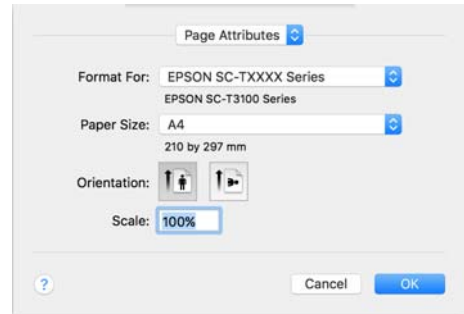 Page Attributes
Format For: EPSON SC-TXXXX Series
EPSON SC-T3100 Series
Paper Size: A4
210 by 297 mm
Orientation:
Scale: 100%
? Cancel OK